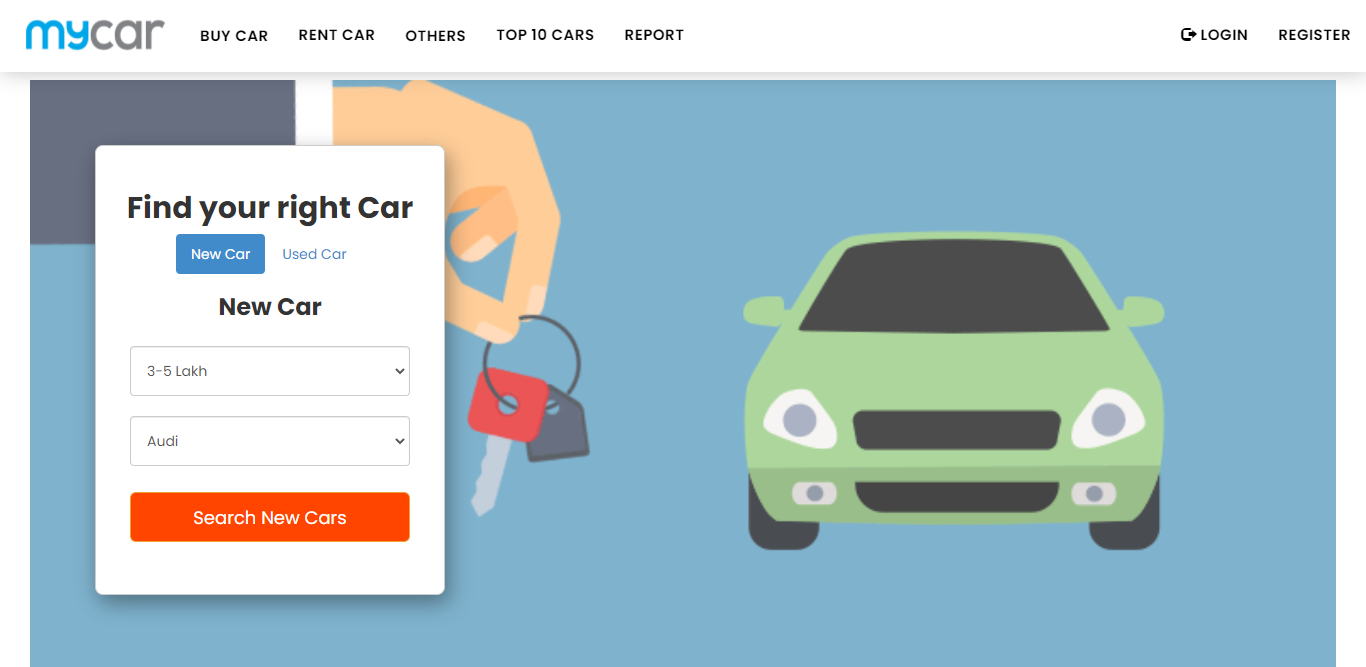 mycar BUY CAR RENT CAR OTHERS TOP 10 CARS REPORT LOGIN REGISTER
Find your right Car
New Car Used Car
New Car
3-5 Lakh
Audi
Search New Cars